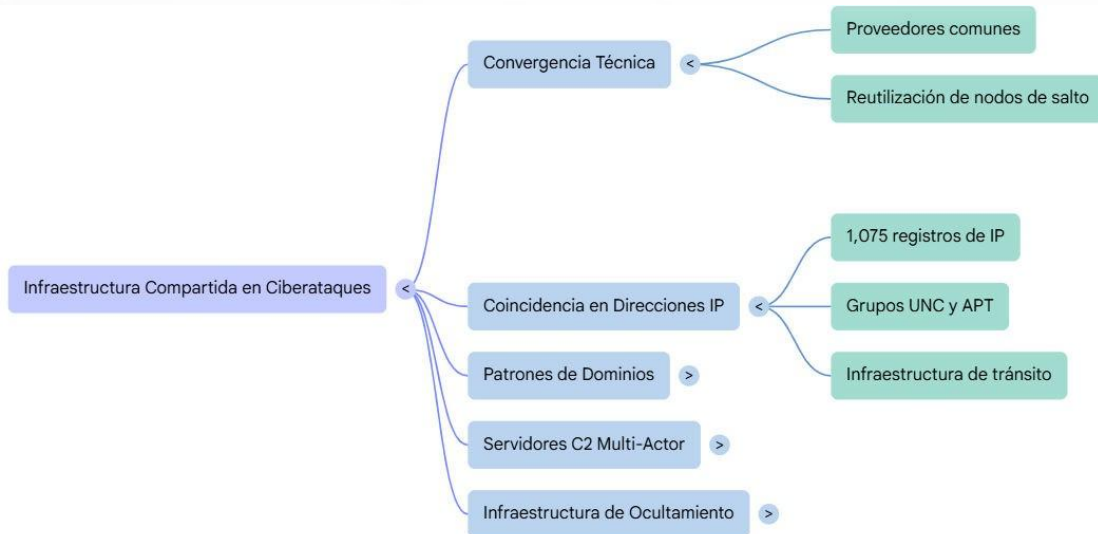 Infraestructura Compartida en Ciberataques
<
Convergencia Técnica
<
Proveedores comunes
Reutilización de nodos de salto
Coincidencia en Direcciones IP
<
1,075 registros de IP
Grupos UNC y APT
Infraestructura de tránsito
Patrones de Dominios
>
Servidores C2 Multi-Actor
>
Infraestructura de Ocultamiento
>